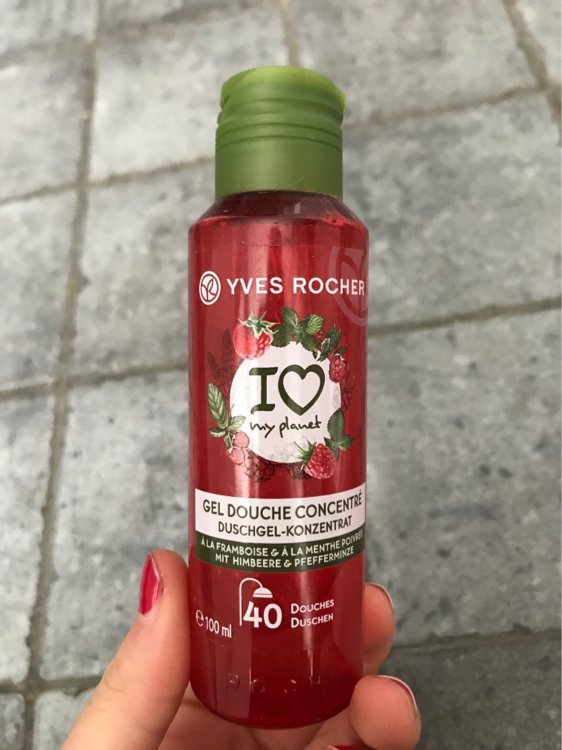 YVES ROCHER
I♡
my planet
GEL DOUCHE CONCENTRÉ
DUSCHGEL-KONZENTRAT
À LA FRAMBOISE & À LA MENTHE POIVRÉE
MIT HIMBEERE & PFEFFERMINZE
℮100 ml
40 DOUCHES
DUSCHEN